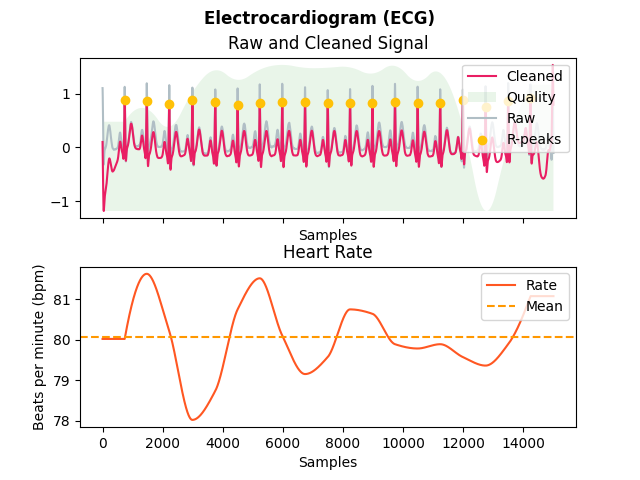 Electrocardiogram (ECG)
Raw and Cleaned Signal
Cleaned
Quality
Raw
R-peaks
1
0
−1
Samples
Heart Rate
Rate
Mean
Beats per minute (bpm)
81
80
79
78
0 2000 4000 6000 8000 10000 12000 14000
Samples